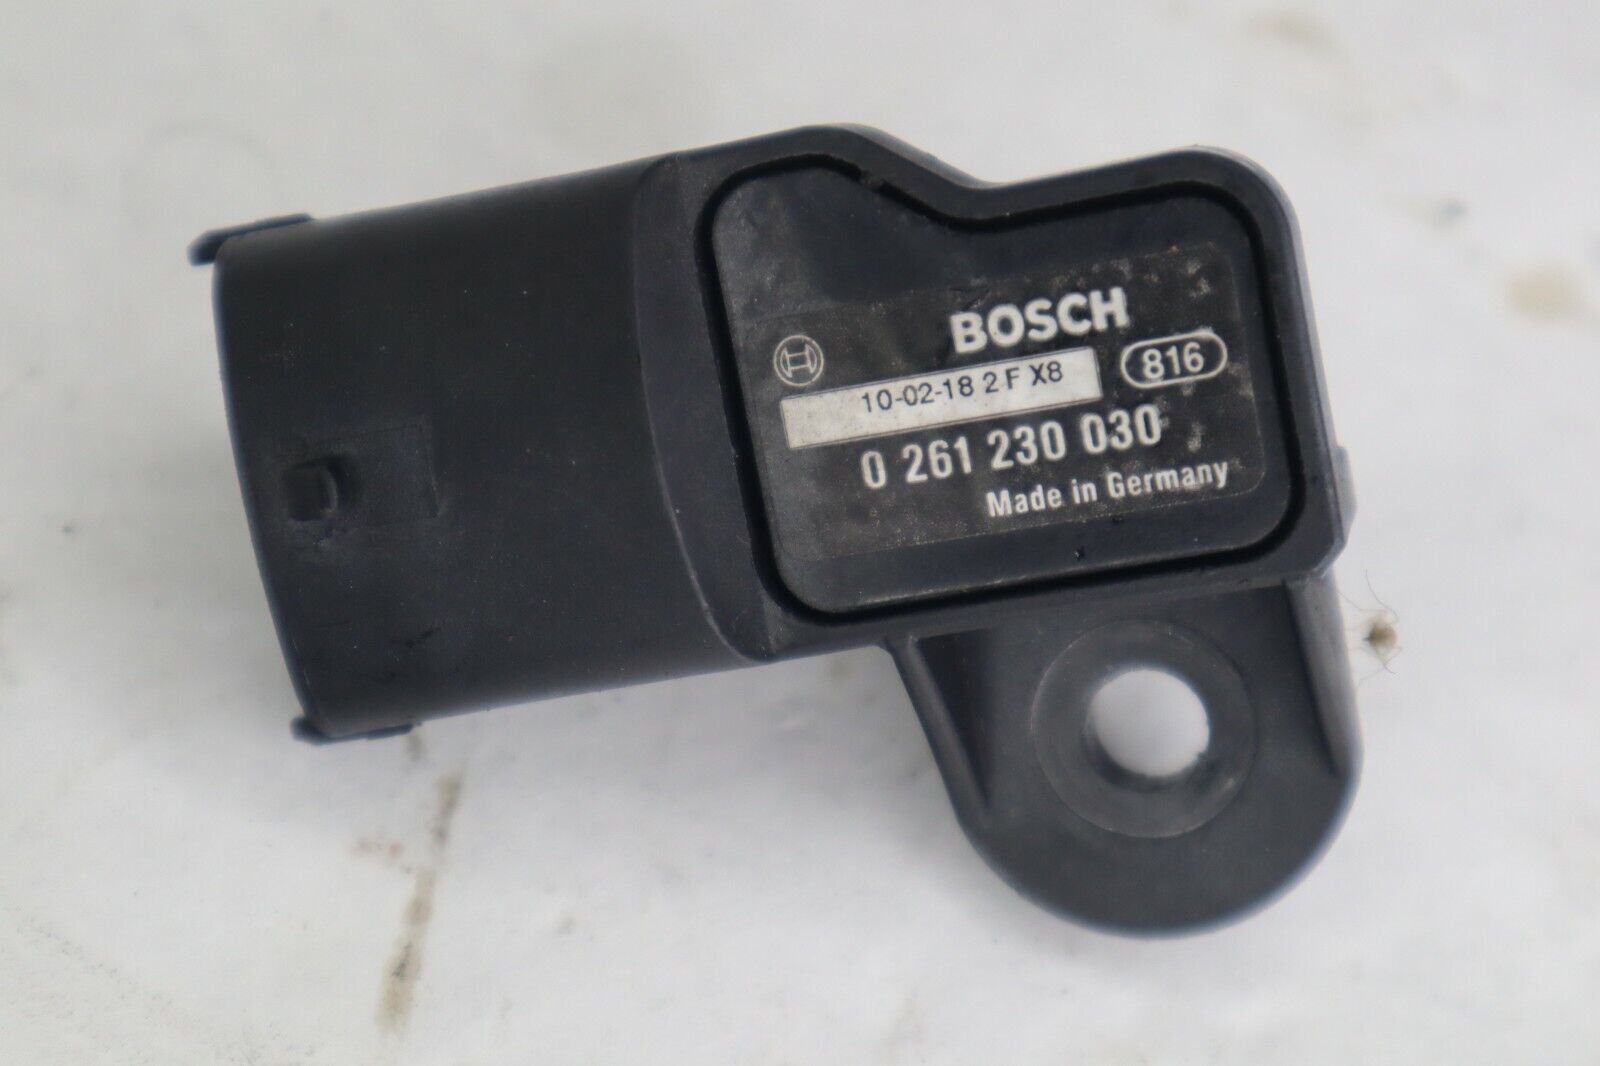 BOSCH
10-02-18 2 F X8
816
0 261 230 030
Made in Germany